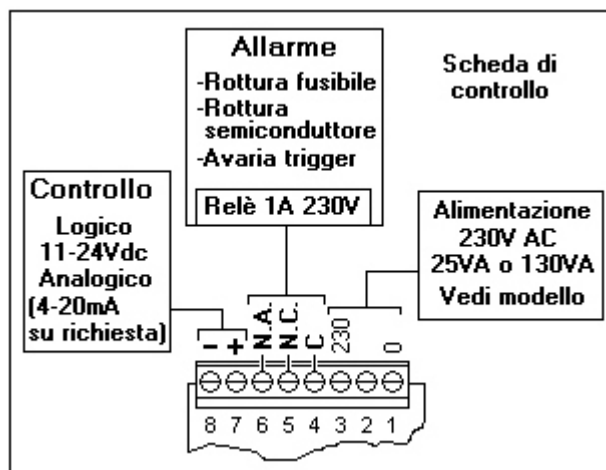 Allarme
-Rottura fusibile
-Rottura
semiconduttore
-Avaria trigger
Relè 1A 230V
Scheda di
controllo
Controllo
Logico
11-24Vdc
Analogico
(4-20mA
su richiesta)
Alimentazione
230V AC
25VA o 130VA
Vedi modello
- + N.A. N.C. C 230 0
8 7 6 5 4 3 2 1